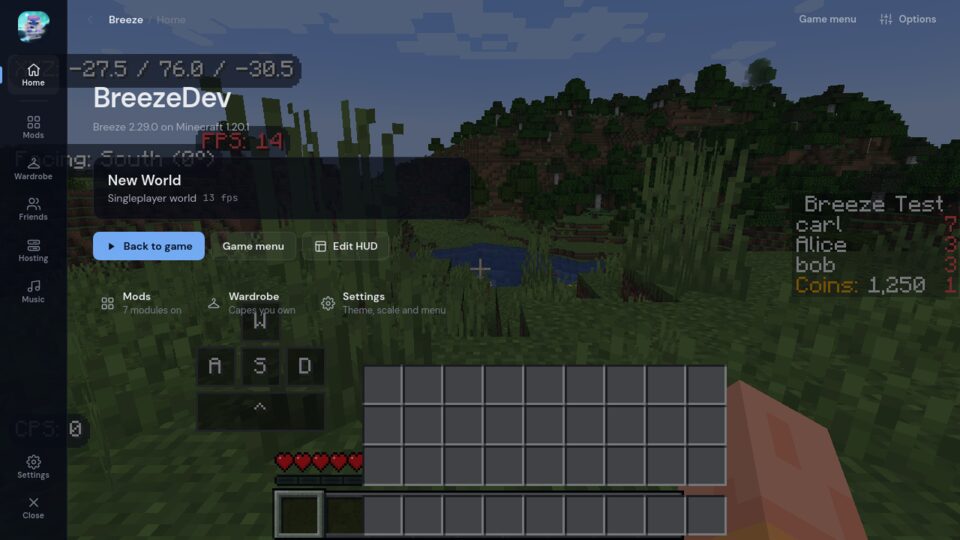 Breeze / Home
Game menu
Options
Home
-27.5 / 76.0 / -30.5
BreezeDev
Breeze 2.29.0 on Minecraft 1.20.1
FPS: 14
Mods
Facing: South (0°)
Wardrobe
New World
Singleplayer world 13 fps
Friends
Breeze Test
carl 7
Alice 3
bob 3
Coins: 1,250 1
Back to game
Game menu
Edit HUD
Hosting
Music
Mods
7 modules on
Wardrobe
Capes you own
Settings
Theme, scale and menu
W
A S D
CPS: 0
Settings
Close